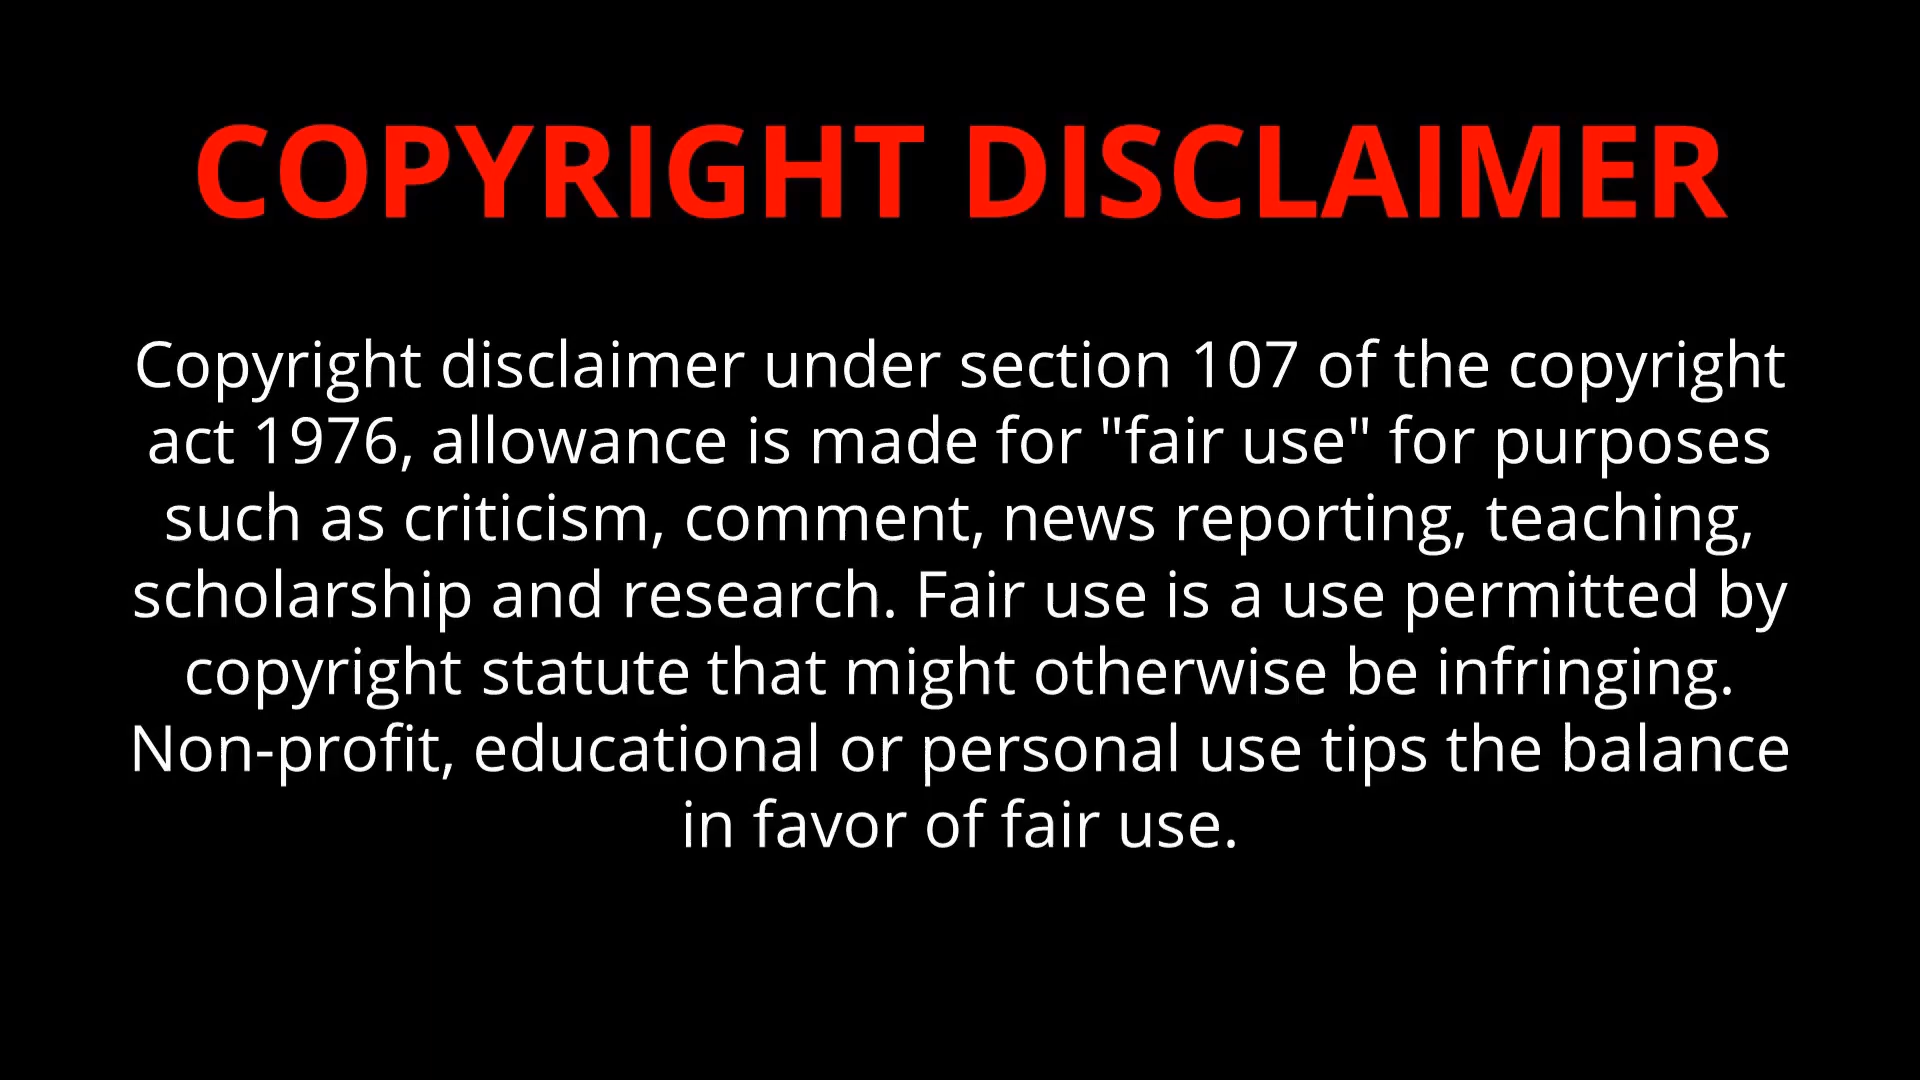 COPYRIGHT DISCLAIMER
Copyright disclaimer under section 107 of the copyright
act 1976, allowance is made for "fair use" for purposes
such as criticism, comment, news reporting, teaching,
scholarship and research. Fair use is a use permitted by
copyright statute that might otherwise be infringing.
Non-profit, educational or personal use tips the balance
in favor of fair use.